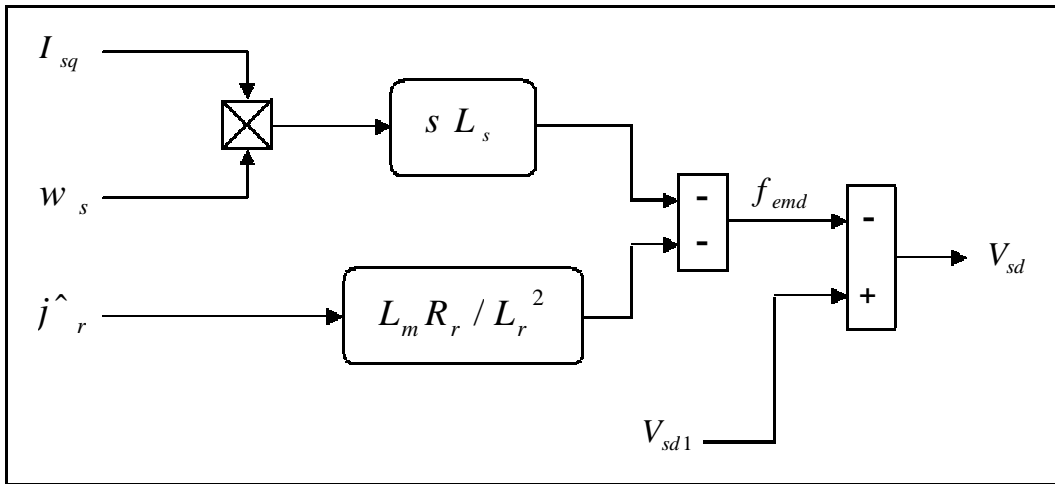 I sq
s L s
w s
-
-
f emd
-
V sd
+
j^ r
L m R r / L r 2
V sd1